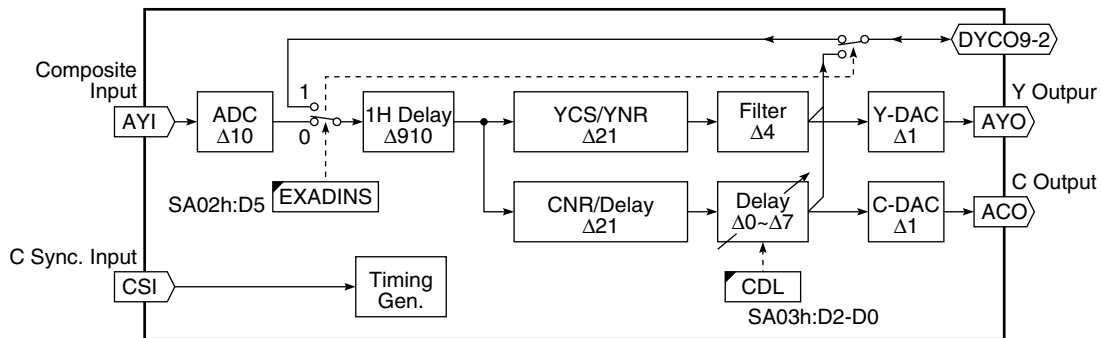 DYCO9-2
Composite
Input
1
0
AYI
ADC
Δ10
1H Delay
Δ910
YCS/YNR
Δ21
Filter
Δ4
Y-DAC
Δ1
Y Outpur
AYO
SA02h:D5
EXADINS
CNR/Delay
Δ21
Delay
Δ0~Δ7
C-DAC
Δ1
C Output
ACO
C Sync. Input
CSI
Timing
Gen.
CDL
SA03h:D2-D0